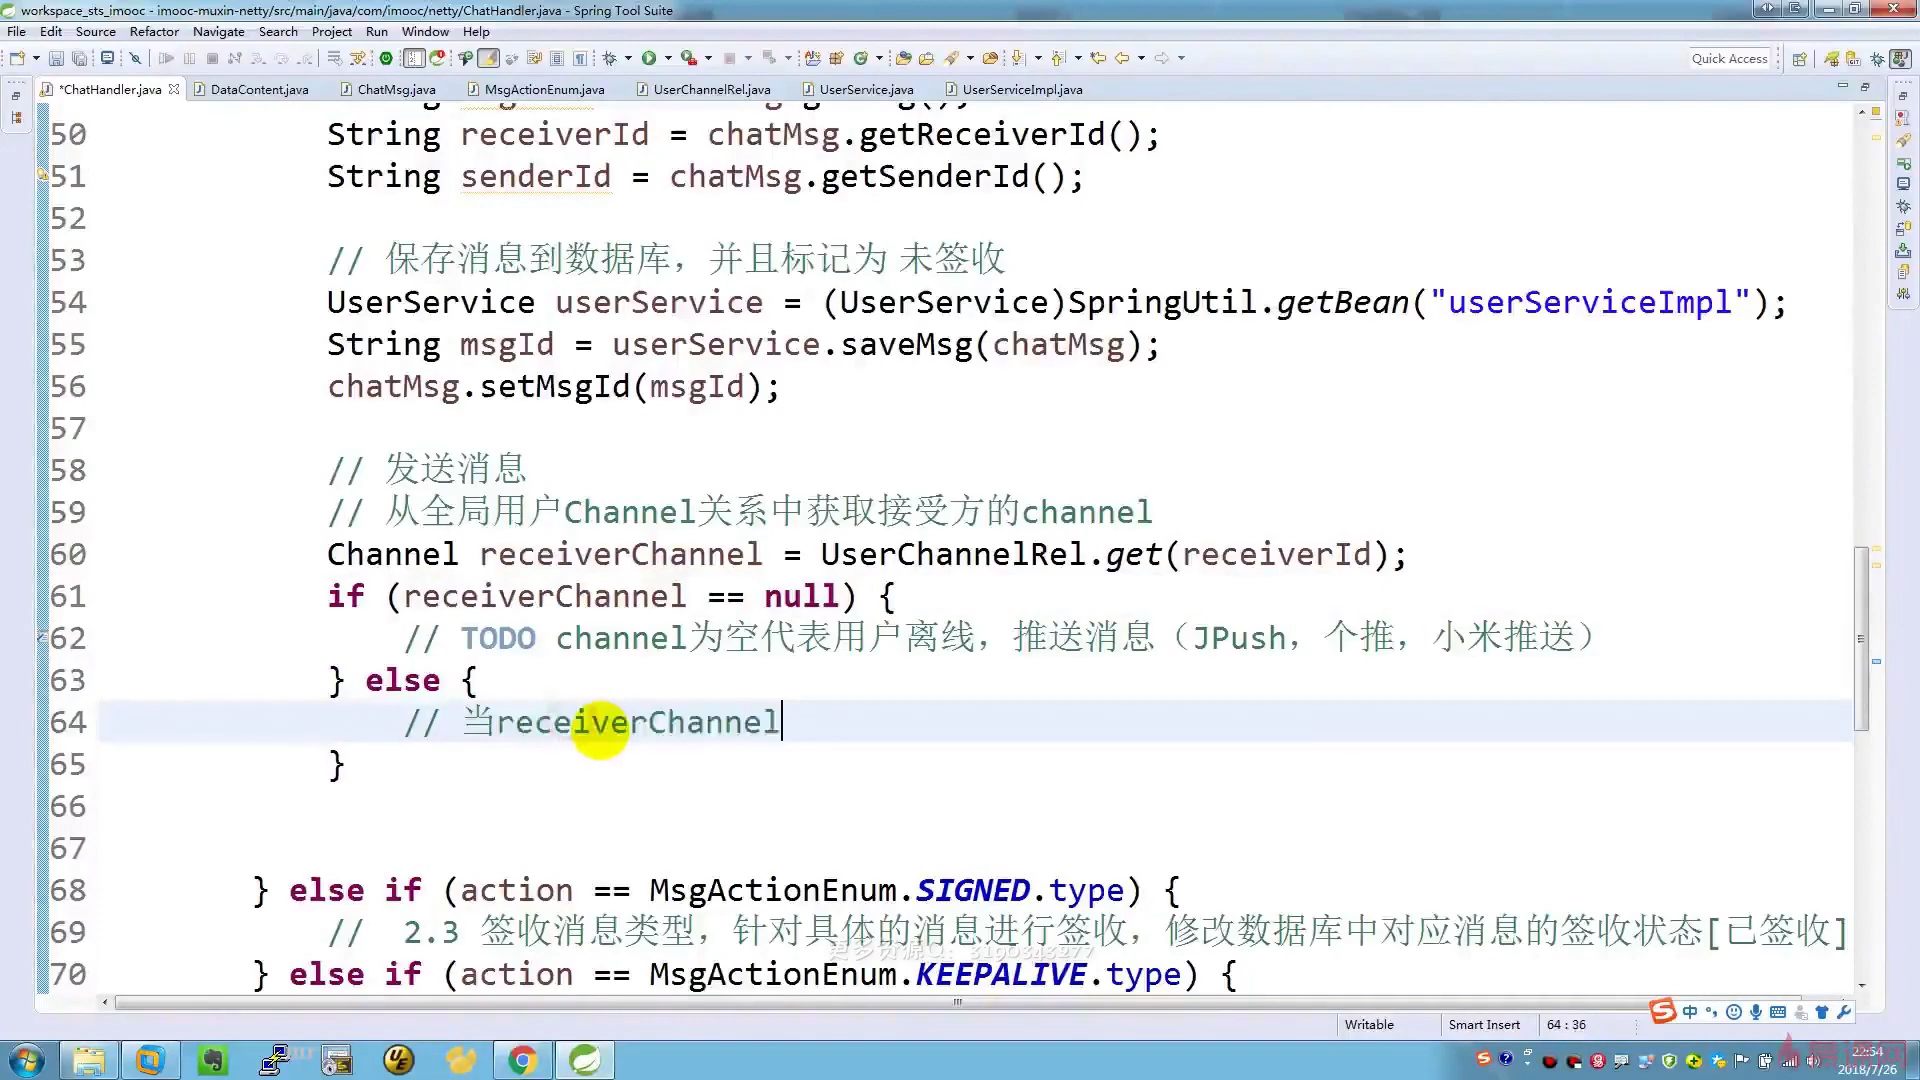 workspace_sts_imooc - imooc-muxin-netty/src/main/java/com/imooc/netty/ChatHandler.java - Spring Tool Suite
File Edit Source Refactor Navigate Search Project Run Window Help
Quick Access
*ChatHandler.java DataContent.java ChatMsg.java MsgActionEnum.java UserChannelRel.java UserService.java UserServiceImpl.java
50 String receiverId = chatMsg.getReceiverId();
51 String senderId = chatMsg.getSenderId();
52
53 // 保存消息到数据库，并且标记为 未签收
54 UserService userService = (UserService)SpringUtil.getBean("userServiceImpl");
55 String msgId = userService.saveMsg(chatMsg);
56 chatMsg.setMsgId(msgId);
57
58 // 发送消息
59 // 从全局用户Channel关系中获取接受方的channel
60 Channel receiverChannel = UserChannelRel.get(receiverId);
61 if (receiverChannel == null) {
62 // TODO channel为空代表用户离线，推送消息（JPush，个推，小米推送）
63 } else {
64 // 当receiverChannel
65 }
66
67
68 } else if (action == MsgActionEnum.SIGNED.type) {
69 // 2.3 签收消息类型，针对具体的消息进行签收，修改数据库中对应消息的签收状态[已签收]
更多资源Q：3190343277
70 } else if (action == MsgActionEnum.KEEPALIVE.type) {
Writable Smart Insert 64 : 36
中
22:54
2018/7/26